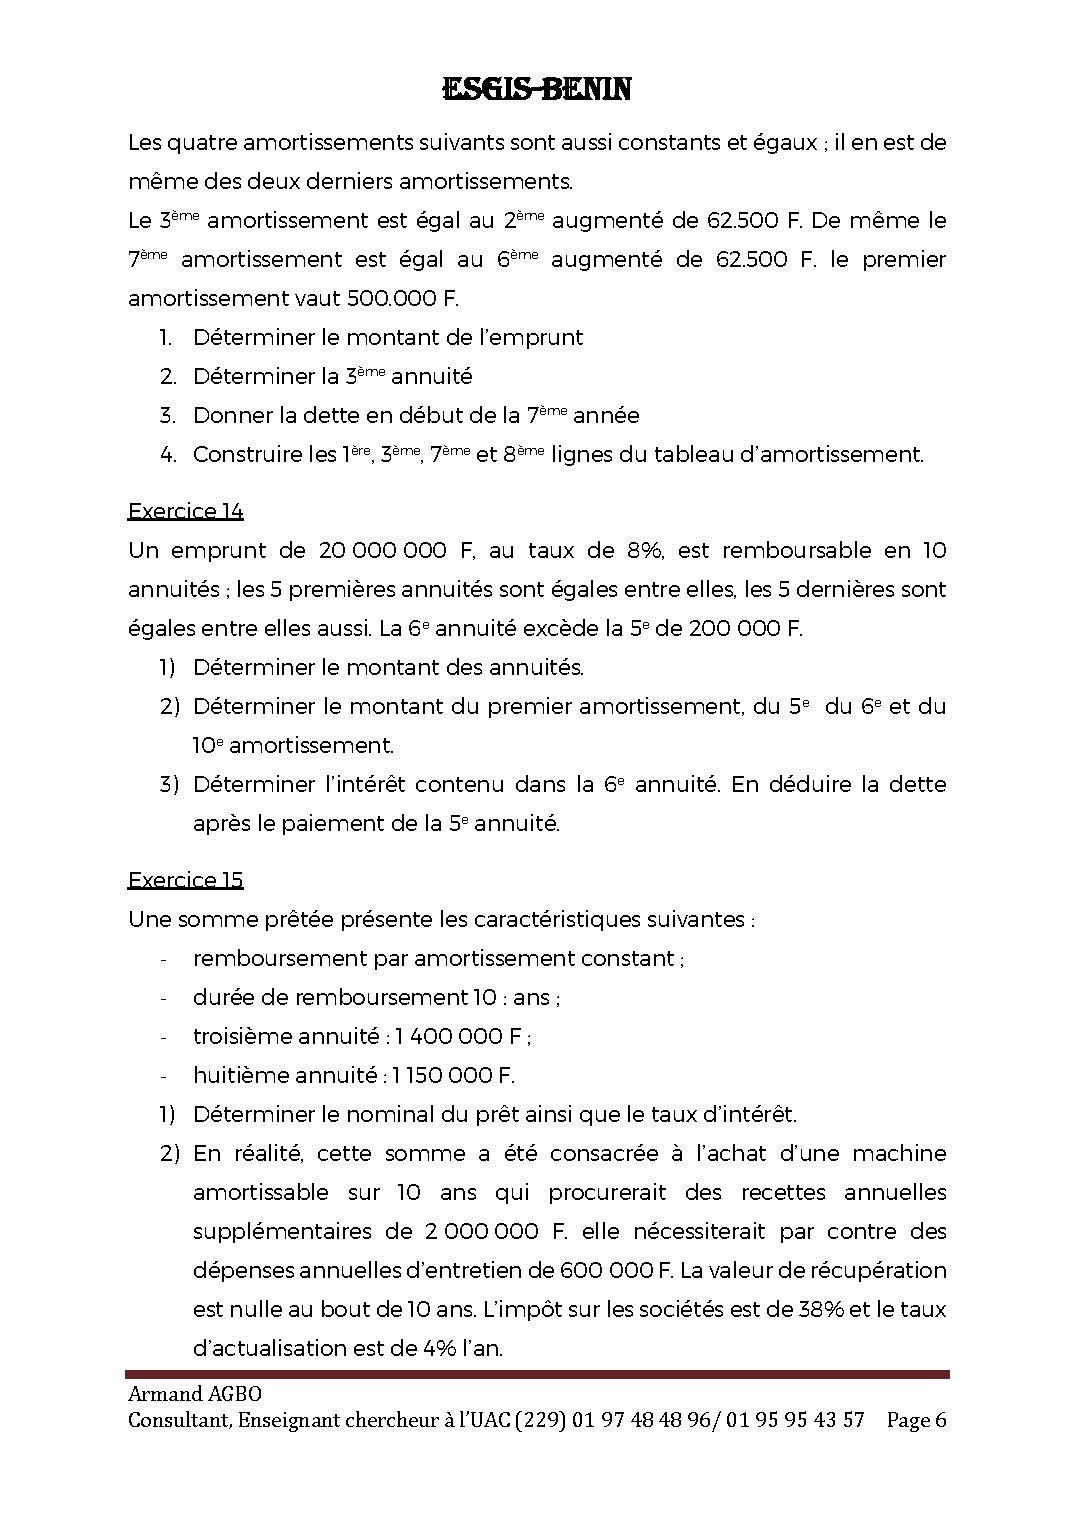 ESGIS-BENIN
Les quatre amortissements suivants sont aussi constants et égaux ; il en est de
même des deux derniers amortissements.
Le 3ème amortissement est égal au 2ème augmenté de 62.500 F. De même le
7ème amortissement est égal au 6ème augmenté de 62.500 F. le premier
amortissement vaut 500.000 F.
1. Déterminer le montant de l'emprunt
2. Déterminer la 3ème annuité
3. Donner la dette en début de la 7ème année
4. Construire les 1ère, 3ème, 7ème et 8ème lignes du tableau d'amortissement.
Exercice 14
Un emprunt de 20 000 000 F, au taux de 8%, est remboursable en 10
annuités ; les 5 premières annuités sont égales entre elles, les 5 dernières sont
égales entre elles aussi. La 6e annuité excède la 5e de 200 000 F.
1) Déterminer le montant des annuités.
2) Déterminer le montant du premier amortissement, du 5e du 6e et du
10e amortissement.
3) Déterminer l'intérêt contenu dans la 6e annuité. En déduire la dette
après le paiement de la 5e annuité.
Exercice 15
Une somme prêtée présente les caractéristiques suivantes :
- remboursement par amortissement constant ;
- durée de remboursement 10 : ans ;
- troisième annuité : 1 400 000 F ;
- huitième annuité : 1 150 000 F.
1) Déterminer le nominal du prêt ainsi que le taux d'intérêt.
2) En réalité, cette somme a été consacrée à l'achat d'une machine
amortissable sur 10 ans qui procurerait des recettes annuelles
supplémentaires de 2 000 000 F. elle nécessiterait par contre des
dépenses annuelles d'entretien de 600 000 F. La valeur de récupération
est nulle au bout de 10 ans. L'impôt sur les sociétés est de 38% et le taux
d'actualisation est de 4% l'an.
Armand AGBO
Consultant, Enseignant chercheur à l'UAC (229) 01 97 48 48 96/ 01 95 95 43 57 Page 6